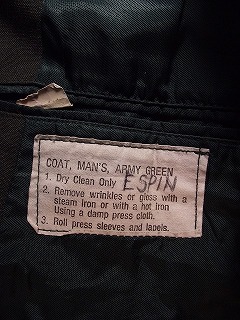 COAT, MAN'S, ARMY GREEN
1. Dry Clean Only ESPIN
2. Remove wrinkles or gloss with a
steam iron or with a hot iron
Using a damp press cloth.
3. Roll press sleeves and labels.